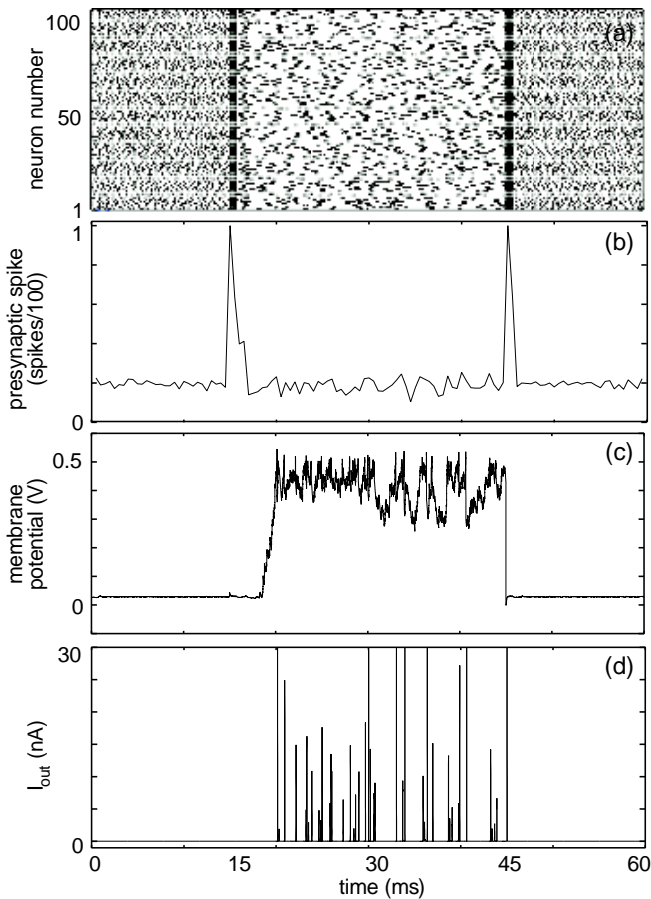 100
(a)
neuron number
50
1
1
(b)
presynaptic spike
(spikes/100)
0
0.5
(c)
membrane
potential (V)
0
30
(d)
Iout (nA)
0
0 15 30 45 60
time (ms)